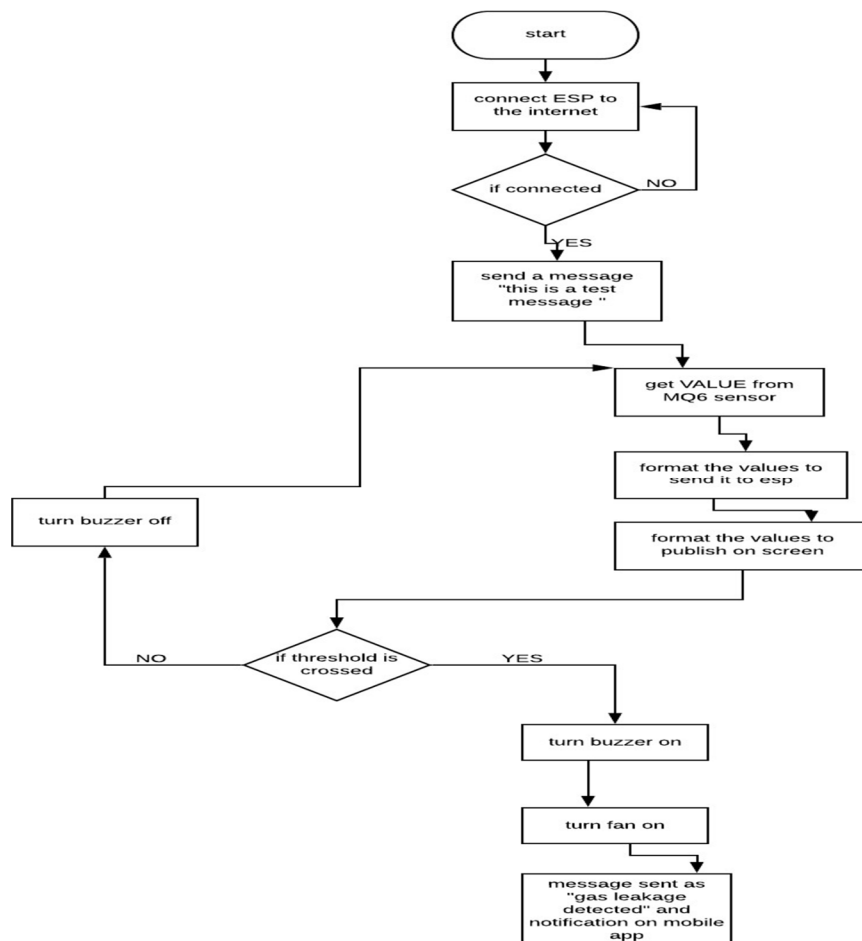 start
connect ESP to
the internet
if connected
NO
YES
send a message
"this is a test
message "
get VALUE from
MQ6 sensor
format the values to
send it to esp
turn buzzer off
format the values to
publish on screen
if threshold is
crossed
NO
YES
turn buzzer on
turn fan on
message sent as
"gas leakage
detected" and
notification on mobile
app